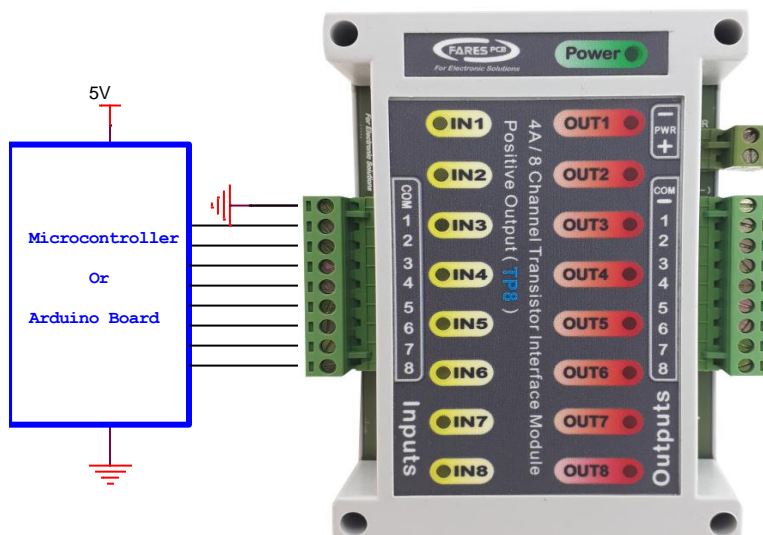 5V
Microcontroller
Or
Arduino Board
FARES PCB
For Electronic Solutions
Power
For Electronic Solutions
IN1
IN2
IN3
IN4
IN5
IN6
IN7
IN8
COM
1
2
3
4
5
6
7
8
Inputs
4A / 8 Channel Transistor Interface Module
Positive Output ( TP8 )
OUT1
OUT2
OUT3
OUT4
OUT5
OUT6
OUT7
OUT8
−
PWR
+
R
COM
−
-)
1
2
3
4
5
6
7
8
Outputs